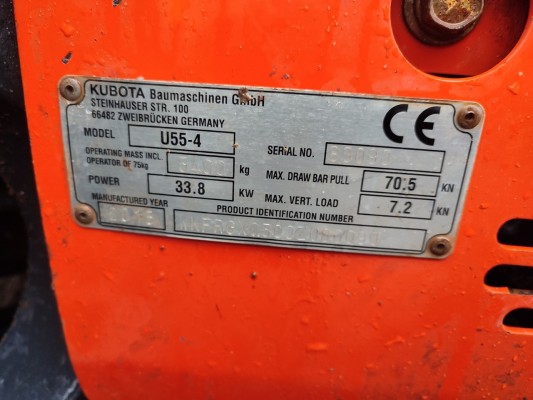 KUBOTA Baumaschinen GmbH
STEINHÄUSER STR. 100
66482 ZWEIBRÜCKEN GERMANY
MODEL U55-4
OPERATING MASS INCL.
OPERATOR OF 75kg kg
POWER 33.8 KW
MANUFACTURED YEAR
SERIAL NO.
MAX. DRAW BAR PULL 70.5 KN
MAX. VERT. LOAD 7.2 KN
PRODUCT IDENTIFICATION NUMBER
CE